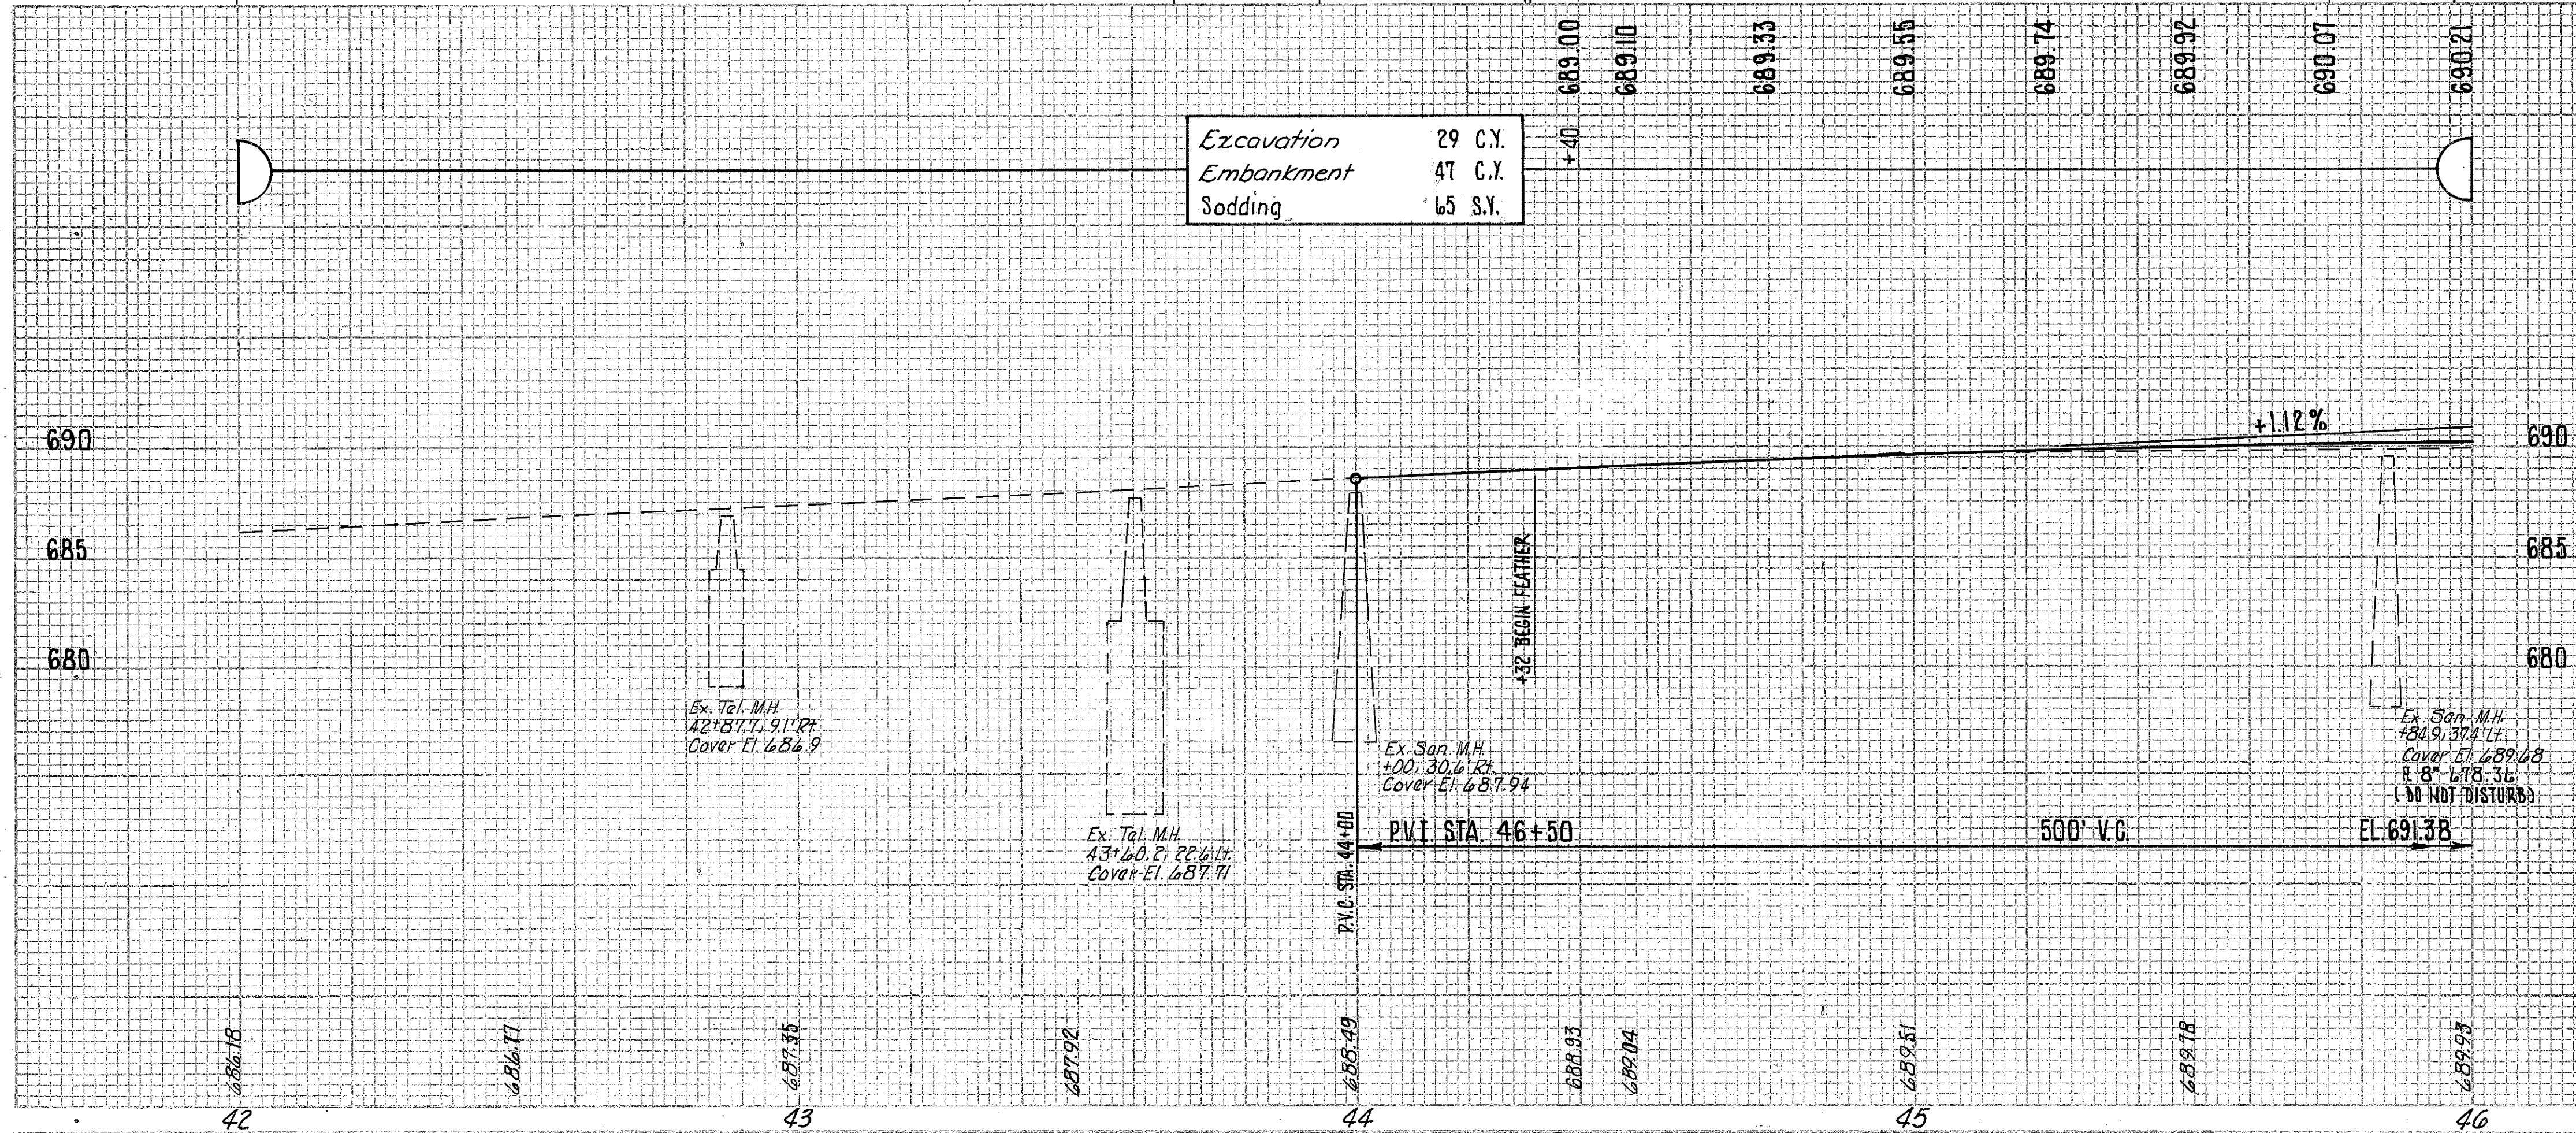 689.00
689.10
689.33
689.55
689.74
689.92
690.07
690.21
+40
Excavation 29 C.Y.
Embankment 47 C.Y.
Sodding 65 S.Y.
+1.12%
690
690
685
685
680
680
+32 BEGIN FEATHER
Ex. Tel. M.H.
42+87.7, 9.1' Rt.
Cover El. 686.9
Ex. Tel. M.H.
43+60.2, 22.6' Lt.
Cover El. 687.71
Ex. San. M.H.
+00, 30.6' Rt.
Cover El. 687.94
Ex. San. M.H.
+84.9, 37.4' Lt.
Cover El. 689.68
8" 678.36
(DO NOT DISTURB)
P.V.C. STA. 44+00
P.V.I. STA. 46+50
500' V.C.
EL. 691.38
686.18
686.77
687.35
687.92
688.49
688.93
689.04
689.51
689.78
689.93
42
43
44
45
46